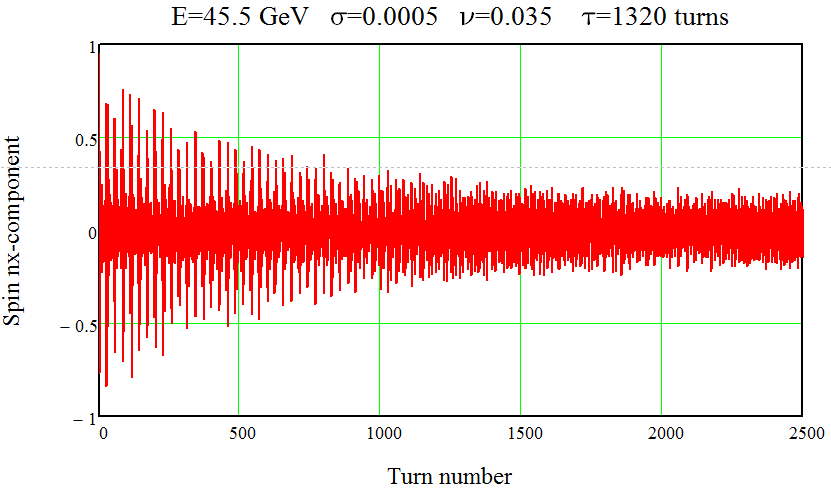 E=45.5 GeV σ=0.0005 ν=0.035 τ=1320 turns
1
0.5
0
− 0.5
− 1
Spin nx-component
0 500 1000 1500 2000 2500
Turn number